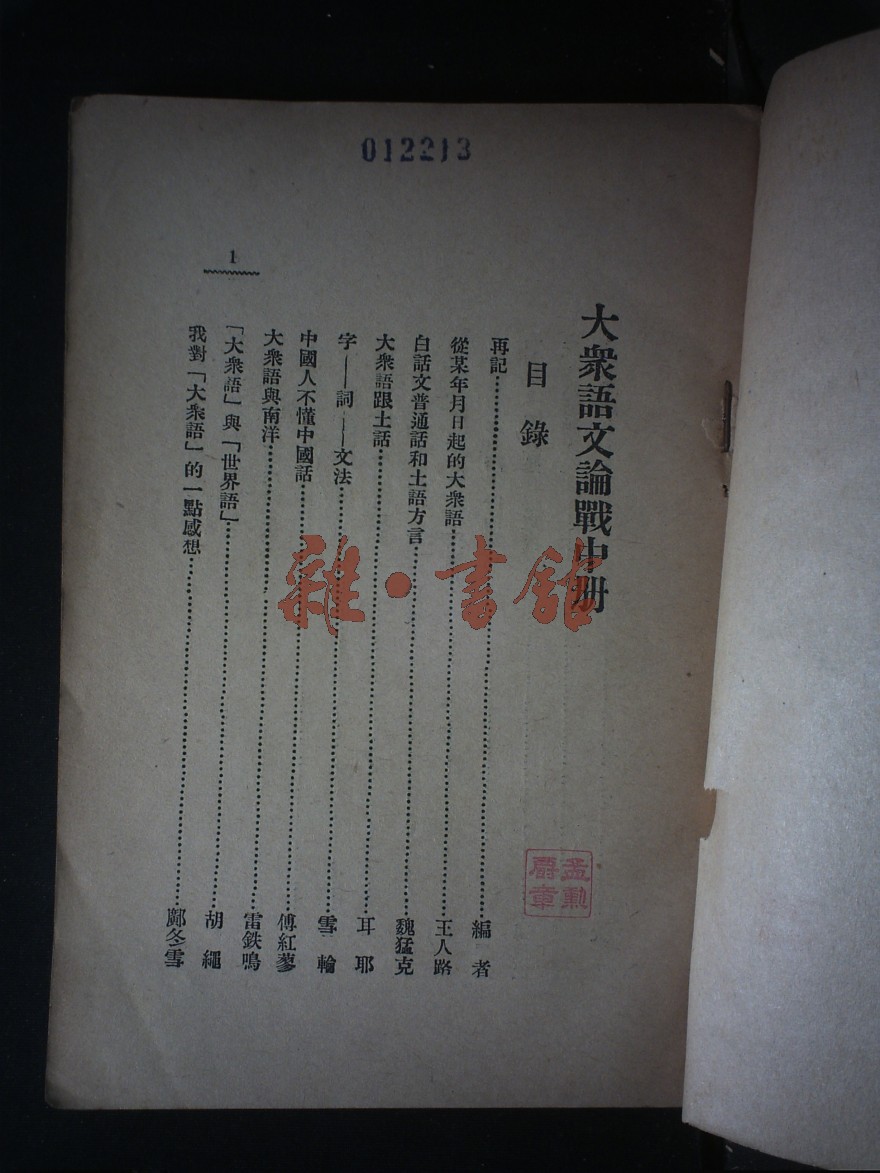 012213
大衆語文論戰中册
目錄
再記……編者
從某年月日起的大衆語……王人路
白話文普通話和土語方言……魏猛克
大衆語跟土話……耳耶
字——詞——文法……雪輪
中國人不懂中國話……傅紅蓼
大衆語與南洋……雷鉄鳴
「大衆語」與「世界語」……胡繩
我對「大衆語」的一點感想……鄺冬雪
1
雜·書館
孟勳
爵章